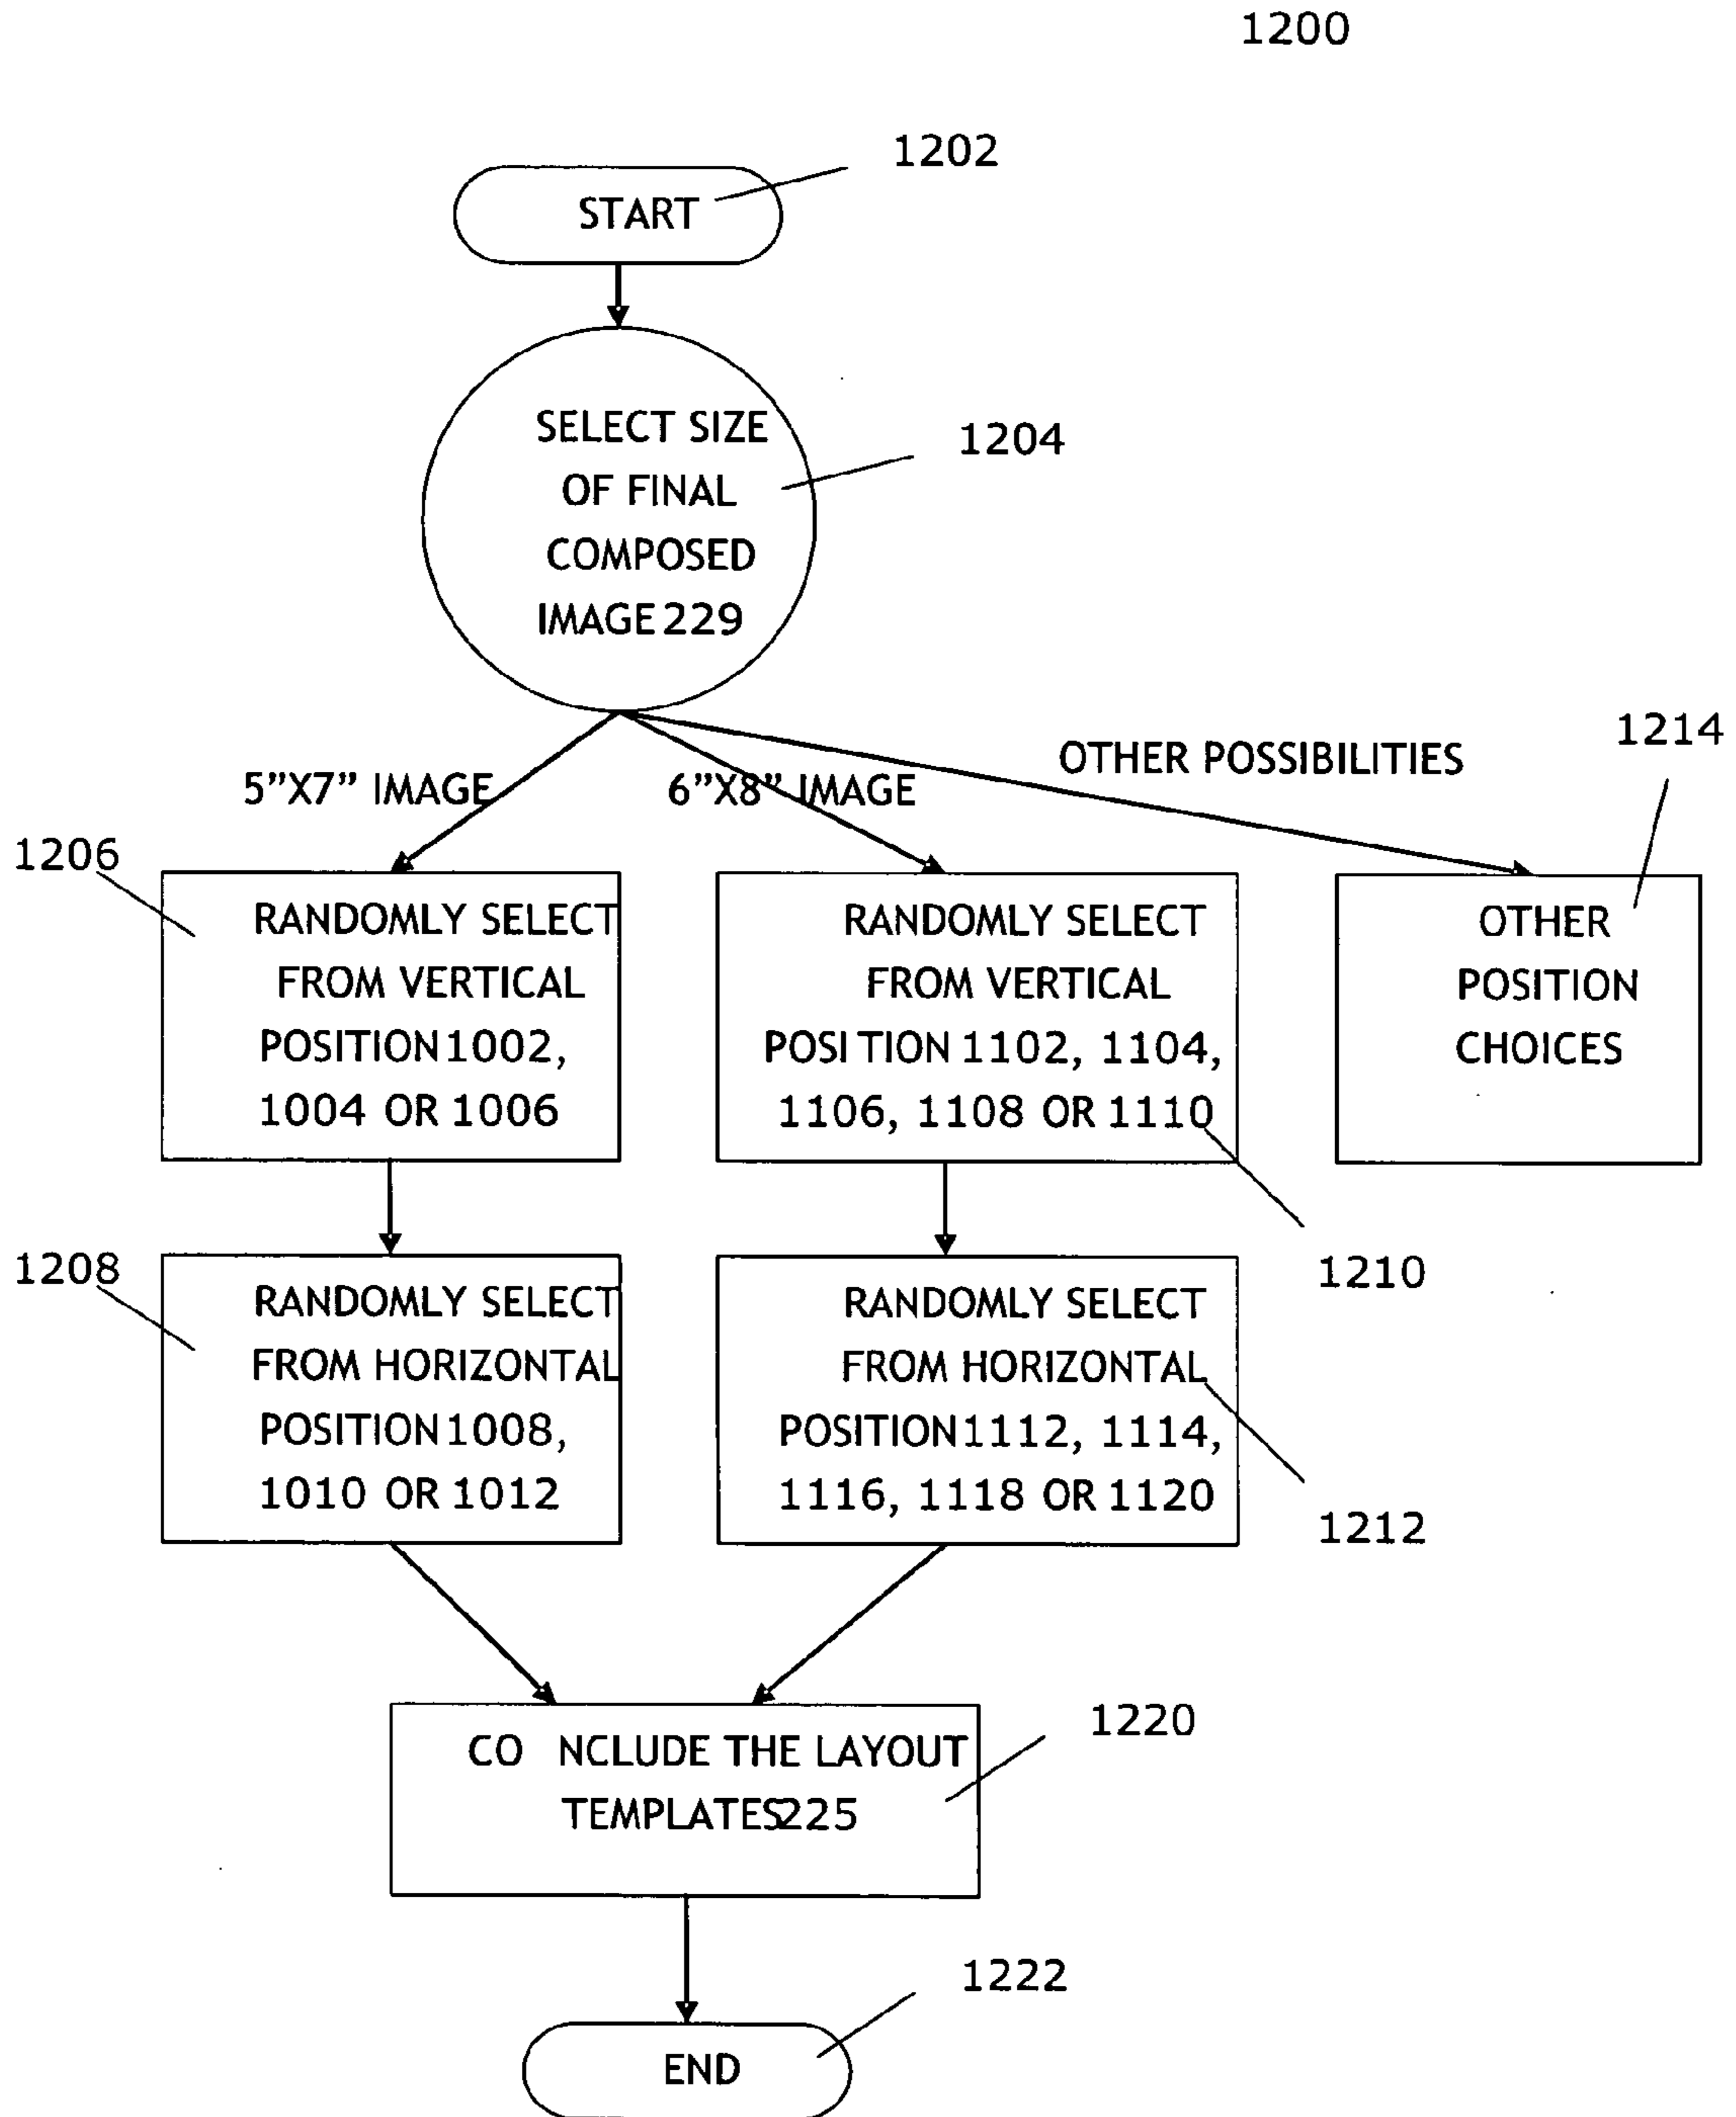 1200
1202
START
SELECT SIZE
OF FINAL
COMPOSED
IMAGE 229
1204
5”X7” IMAGE
6”X8” IMAGE
OTHER POSSIBILITIES
1214
1206
RANDOMLY SELECT
FROM VERTICAL
POSITION 1002,
1004 OR 1006
RANDOMLY SELECT
FROM VERTICAL
POSI TION 1102, 1104,
1106, 1108 OR 1110
OTHER
POSITION
CHOICES
1210
1208
RANDOMLY SELECT
FROM HORIZONTAL
POSITION 1008,
1010 OR 1012
RANDOMLY SELECT
FROM HORIZONTAL
POSITION 1112, 1114,
1116, 1118 OR 1120
1212
CO NCLUDE THE LAYOUT
TEMPLATES 225
1220
1222
END